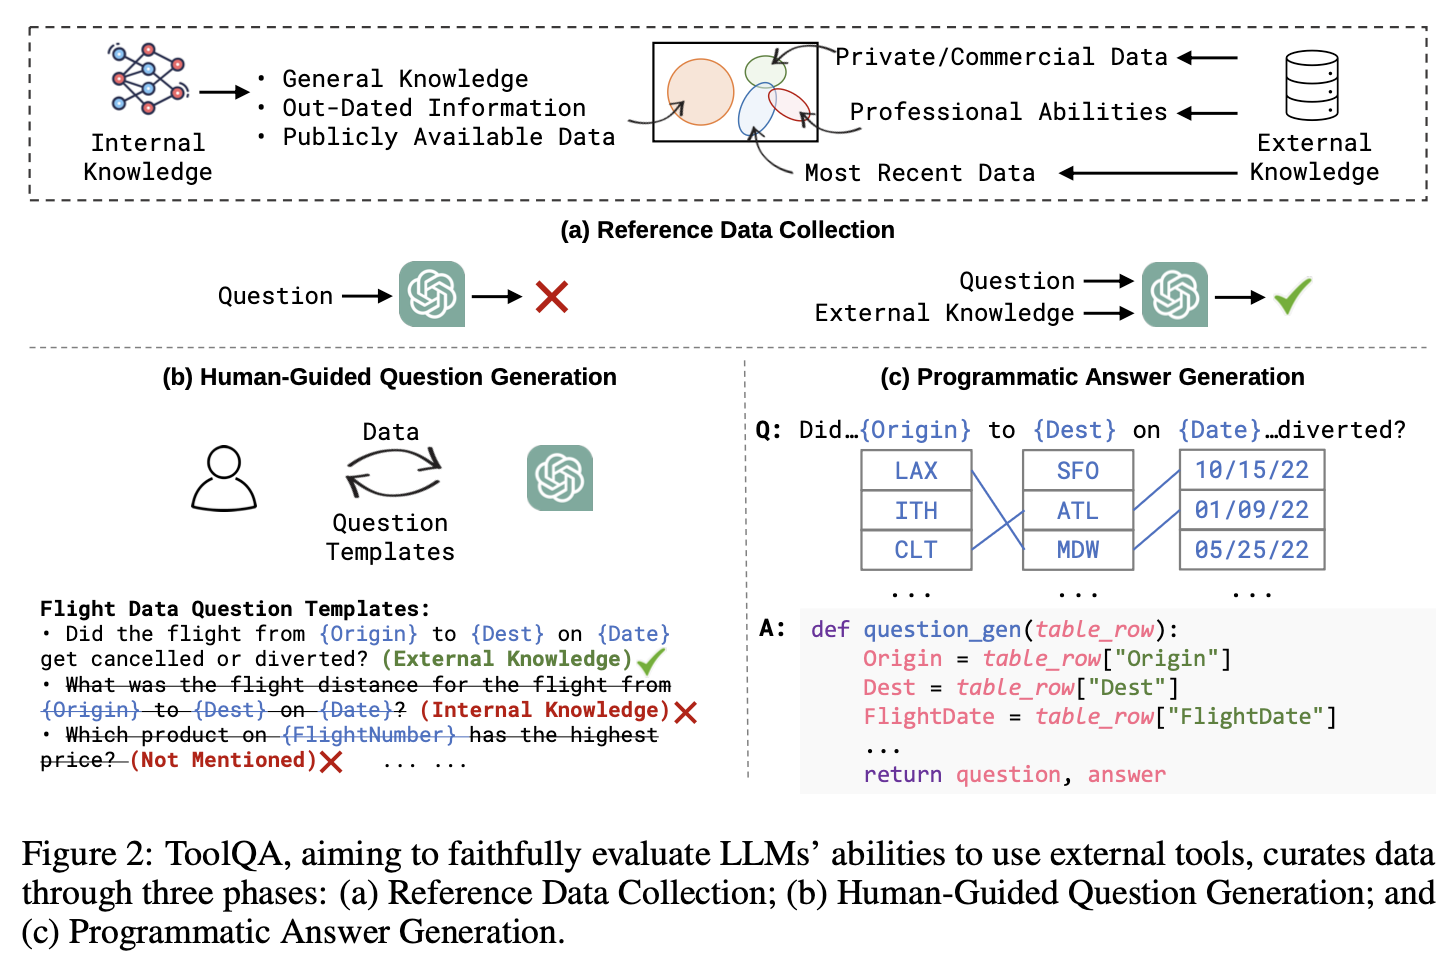 Internal
Knowledge
• General Knowledge
• Out-Dated Information
• Publicly Available Data
Private/Commercial Data
Professional Abilities
Most Recent Data
External
Knowledge
(a) Reference Data Collection
Question
Question
External Knowledge
(b) Human-Guided Question Generation
Data
Question
Templates
Flight Data Question Templates:
• Did the flight from {Origin} to {Dest} on {Date}
get cancelled or diverted? (External Knowledge)
• What was the flight distance for the flight from
{Origin} to {Dest} on {Date}? (Internal Knowledge)
• Which product on {FlightNumber} has the highest
price? (Not Mentioned) ... ...
(c) Programmatic Answer Generation
Q: Did…{Origin} to {Dest} on {Date}…diverted?
LAX SFO 10/15/22
ITH ATL 01/09/22
CLT MDW 05/25/22
... ... ...
A: def question_gen(table_row):
Origin = table_row["Origin"]
Dest = table_row["Dest"]
FlightDate = table_row["FlightDate"]
...
return question, answer
Figure 2: ToolQA, aiming to faithfully evaluate LLMs’ abilities to use external tools, curates data
through three phases: (a) Reference Data Collection; (b) Human-Guided Question Generation; and
(c) Programmatic Answer Generation.